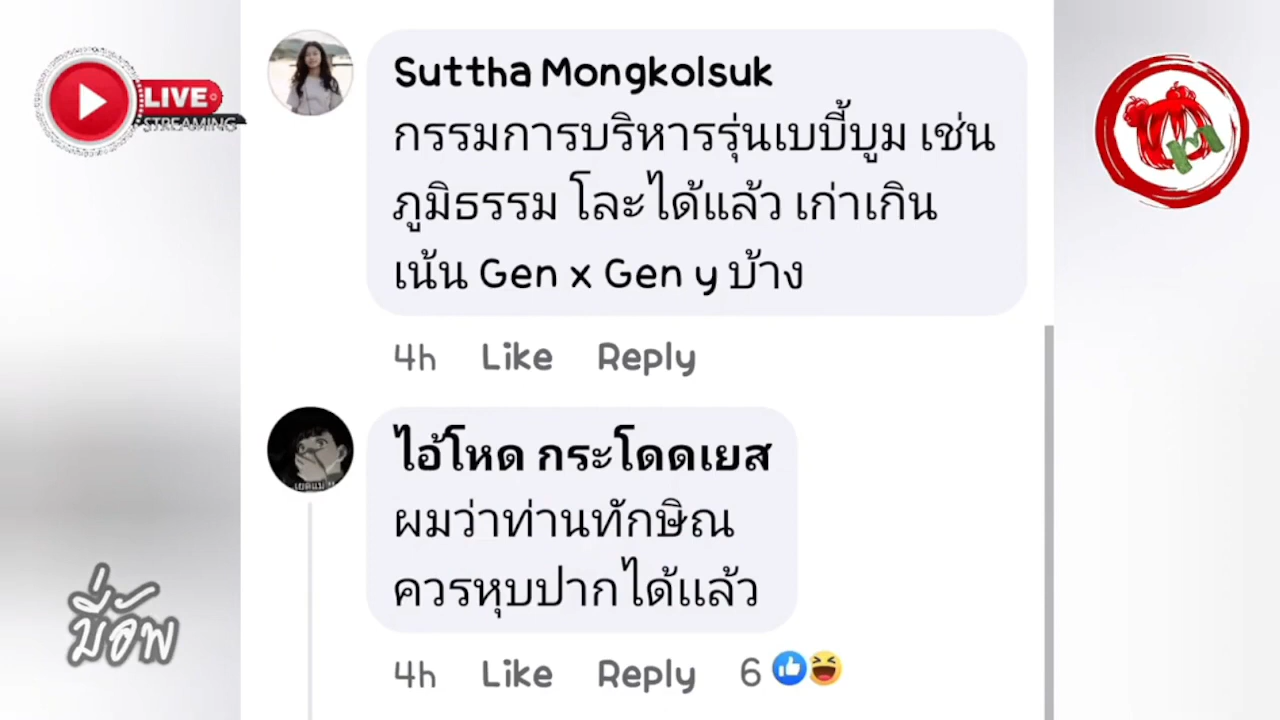 LIVE
STREAMING
Suttha Mongkolsuk
กรรมการบริหารรุ่นเบบี้บูม เช่น
ภูมิธรรม โละได้แล้ว เก่าเกิน
เน้น Gen x Gen y บ้าง
4h Like Reply
ไอ้โหด กระโดดเยส
ผมว่าท่านทักษิณ
ควรหุบปากได้แล้ว
4h Like Reply 6
บี่อัพ